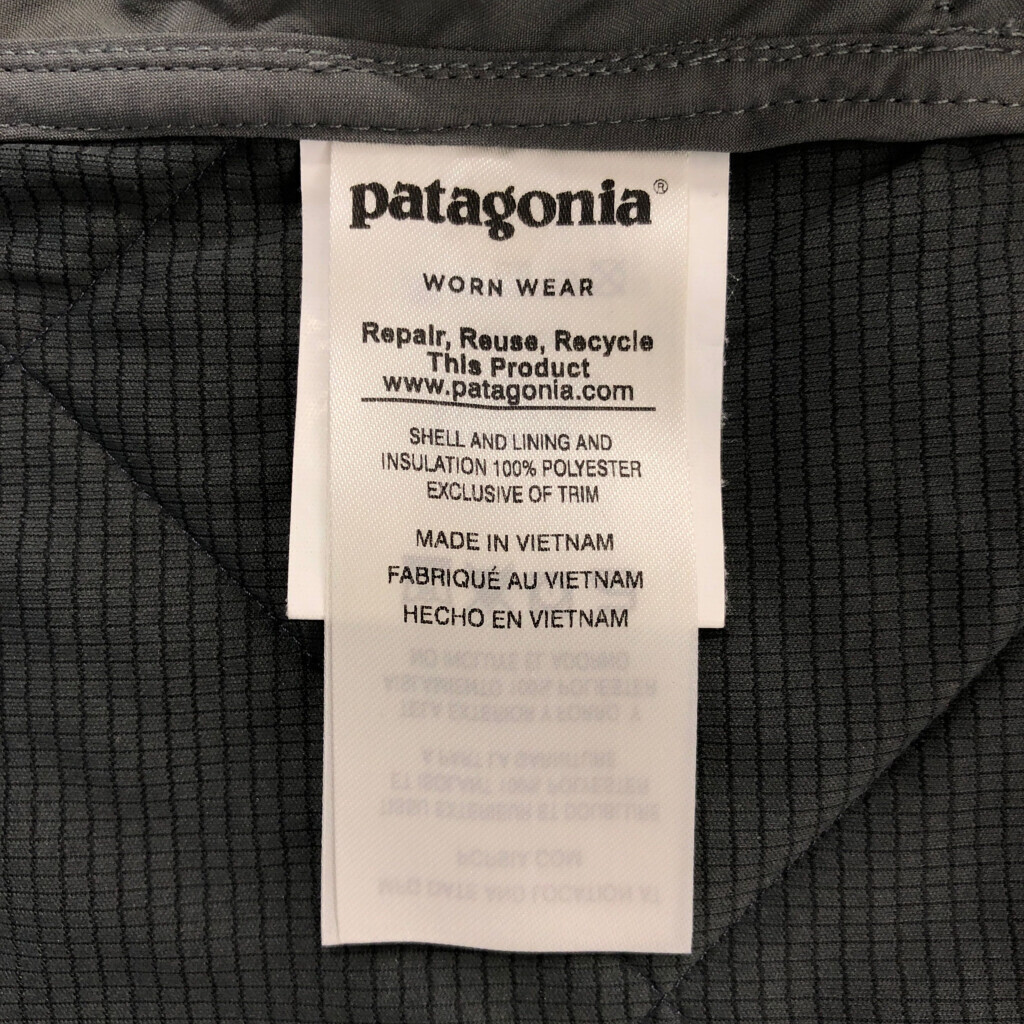 patagonia®
WORN WEAR
Repair, Reuse, Recycle
This Product
www.patagonia.com
SHELL AND LINING AND
INSULATION 100% POLYESTER
EXCLUSIVE OF TRIM
MADE IN VIETNAM
FABRIQUÉ AU VIETNAM
HECHO EN VIETNAM